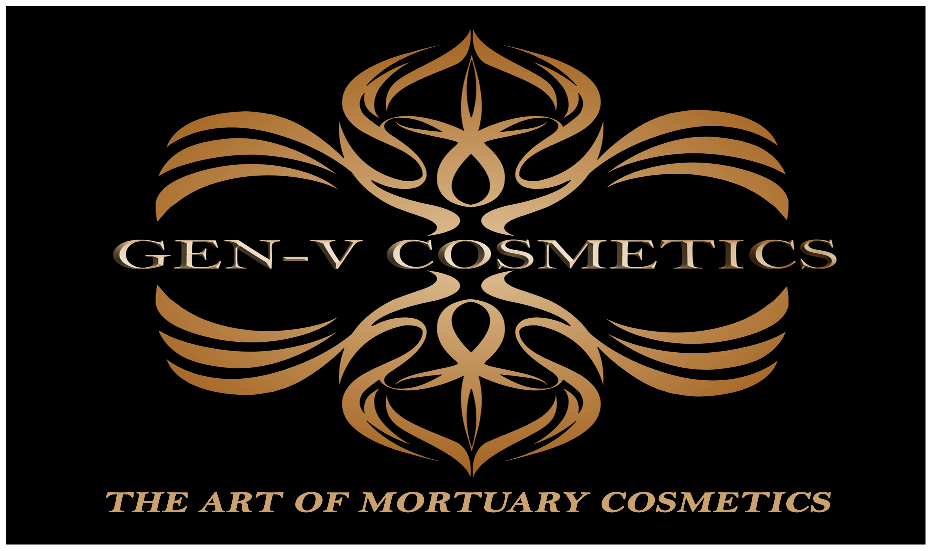 GEN-V COSMETICS
THE ART OF MORTUARY COSMETICS